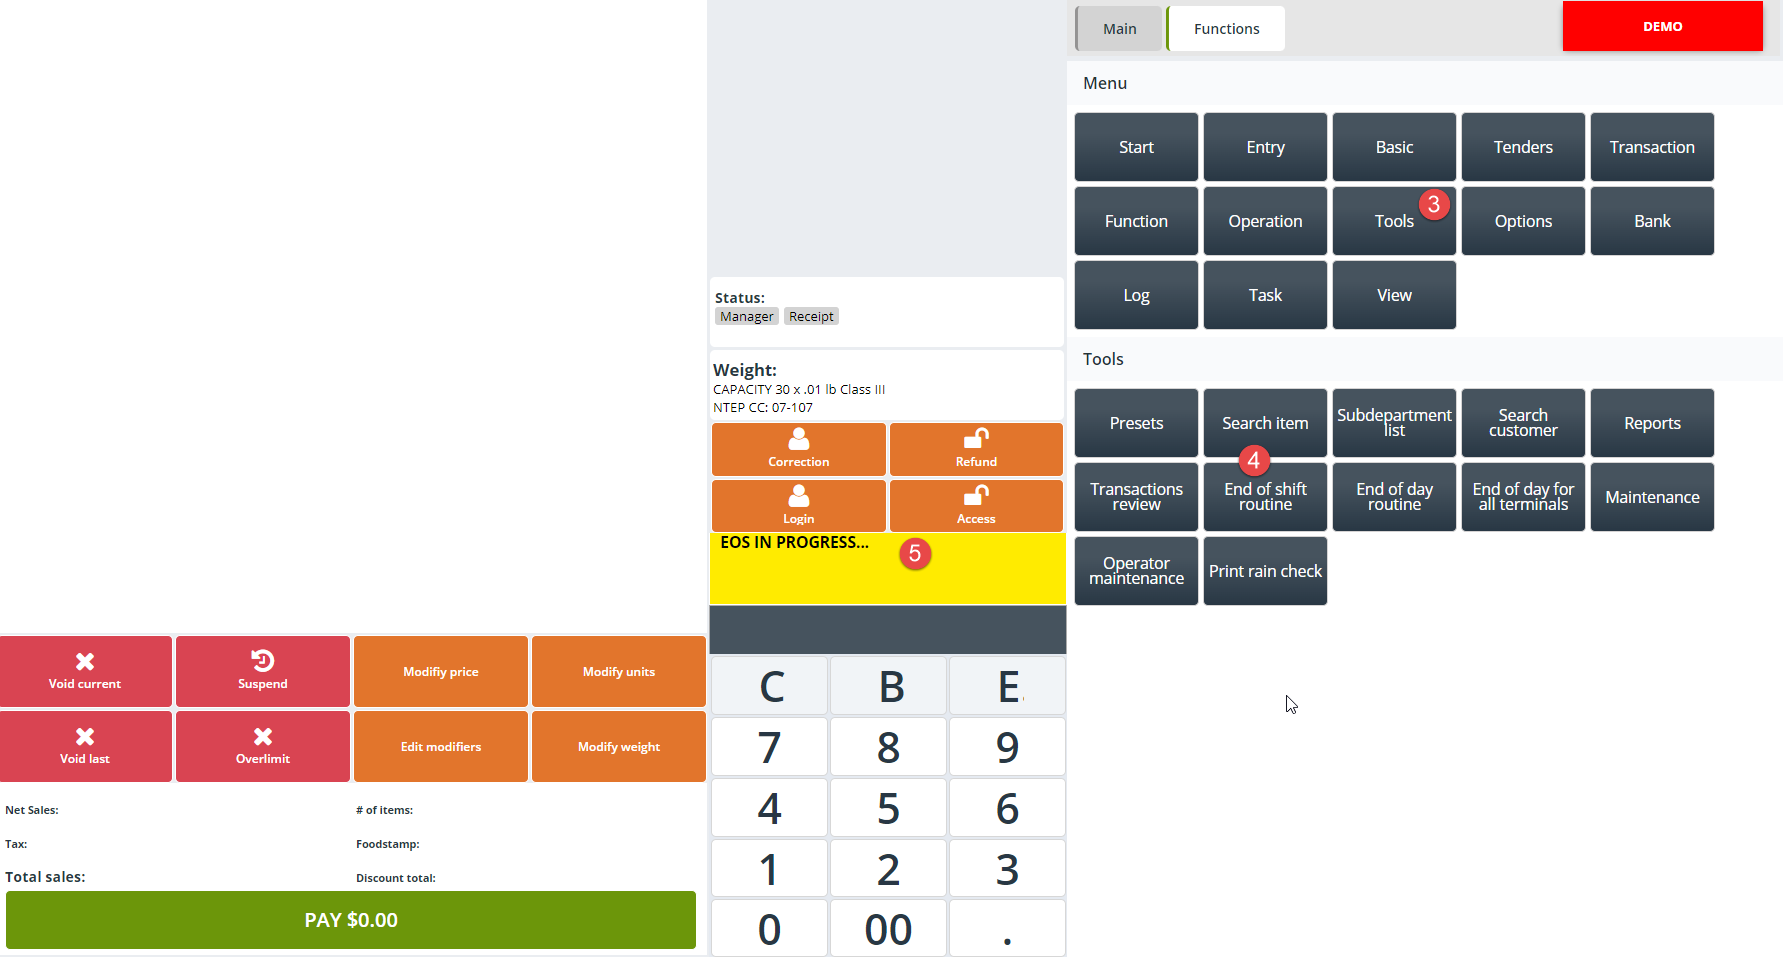 Main
Functions
DEMO
Menu
Start
Entry
Basic
Tenders
Transaction
Function
Operation
Tools
3
Options
Bank
Log
Task
View
Tools
Presets
Search item
Subdepartment
list
Search
customer
Reports
4
Transactions
review
End of shift
routine
End of day
routine
End of day for
all terminals
Maintenance
Operator
maintenance
Print rain check
Status:
Manager
Receipt
Weight:
CAPACITY 30 x .01 lb Class III
NTEP CC: 07-107
Correction
Refund
Login
Access
EOS IN PROGRESS...
5
C
B
E
7
8
9
4
5
6
1
2
3
0
00
.
Void current
Suspend
Modifiy price
Modify units
Void last
Overlimit
Edit modifiers
Modify weight
Net Sales:
# of items:
Tax:
Foodstamp:
Total sales:
Discount total:
PAY $0.00